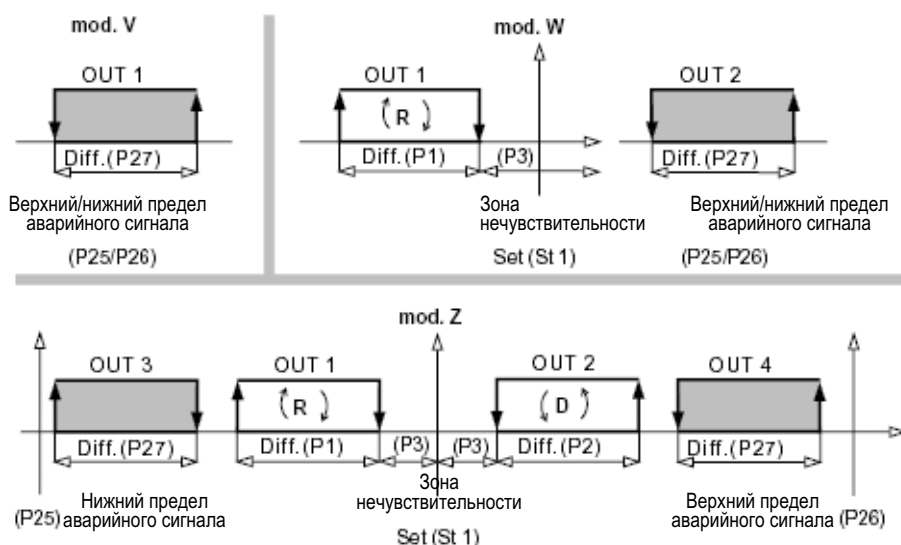 mod. V
OUT 1
Diff.(P27)
Верхний/нижний предел
аварийного сигнала
(P25/P26)
mod. W
OUT 1
OUT 2
R
Diff.(P1)
(P3)
Diff.(P27)
Зона
нечувствительности
Верхний/нижний предел
аварийного сигнала
Set (St 1)
(P25/P26)
mod. Z
OUT 3
OUT 1
OUT 2
OUT 4
R
D
Diff.(P27)
Diff.(P1)
(P3)
(P3)
Diff.(P2)
Diff.(P27)
Нижний предел
аварийного сигнала
(P25)
Зона
нечувствительности
Верхний предел
аварийного сигнала
(P26)
Set (St 1)